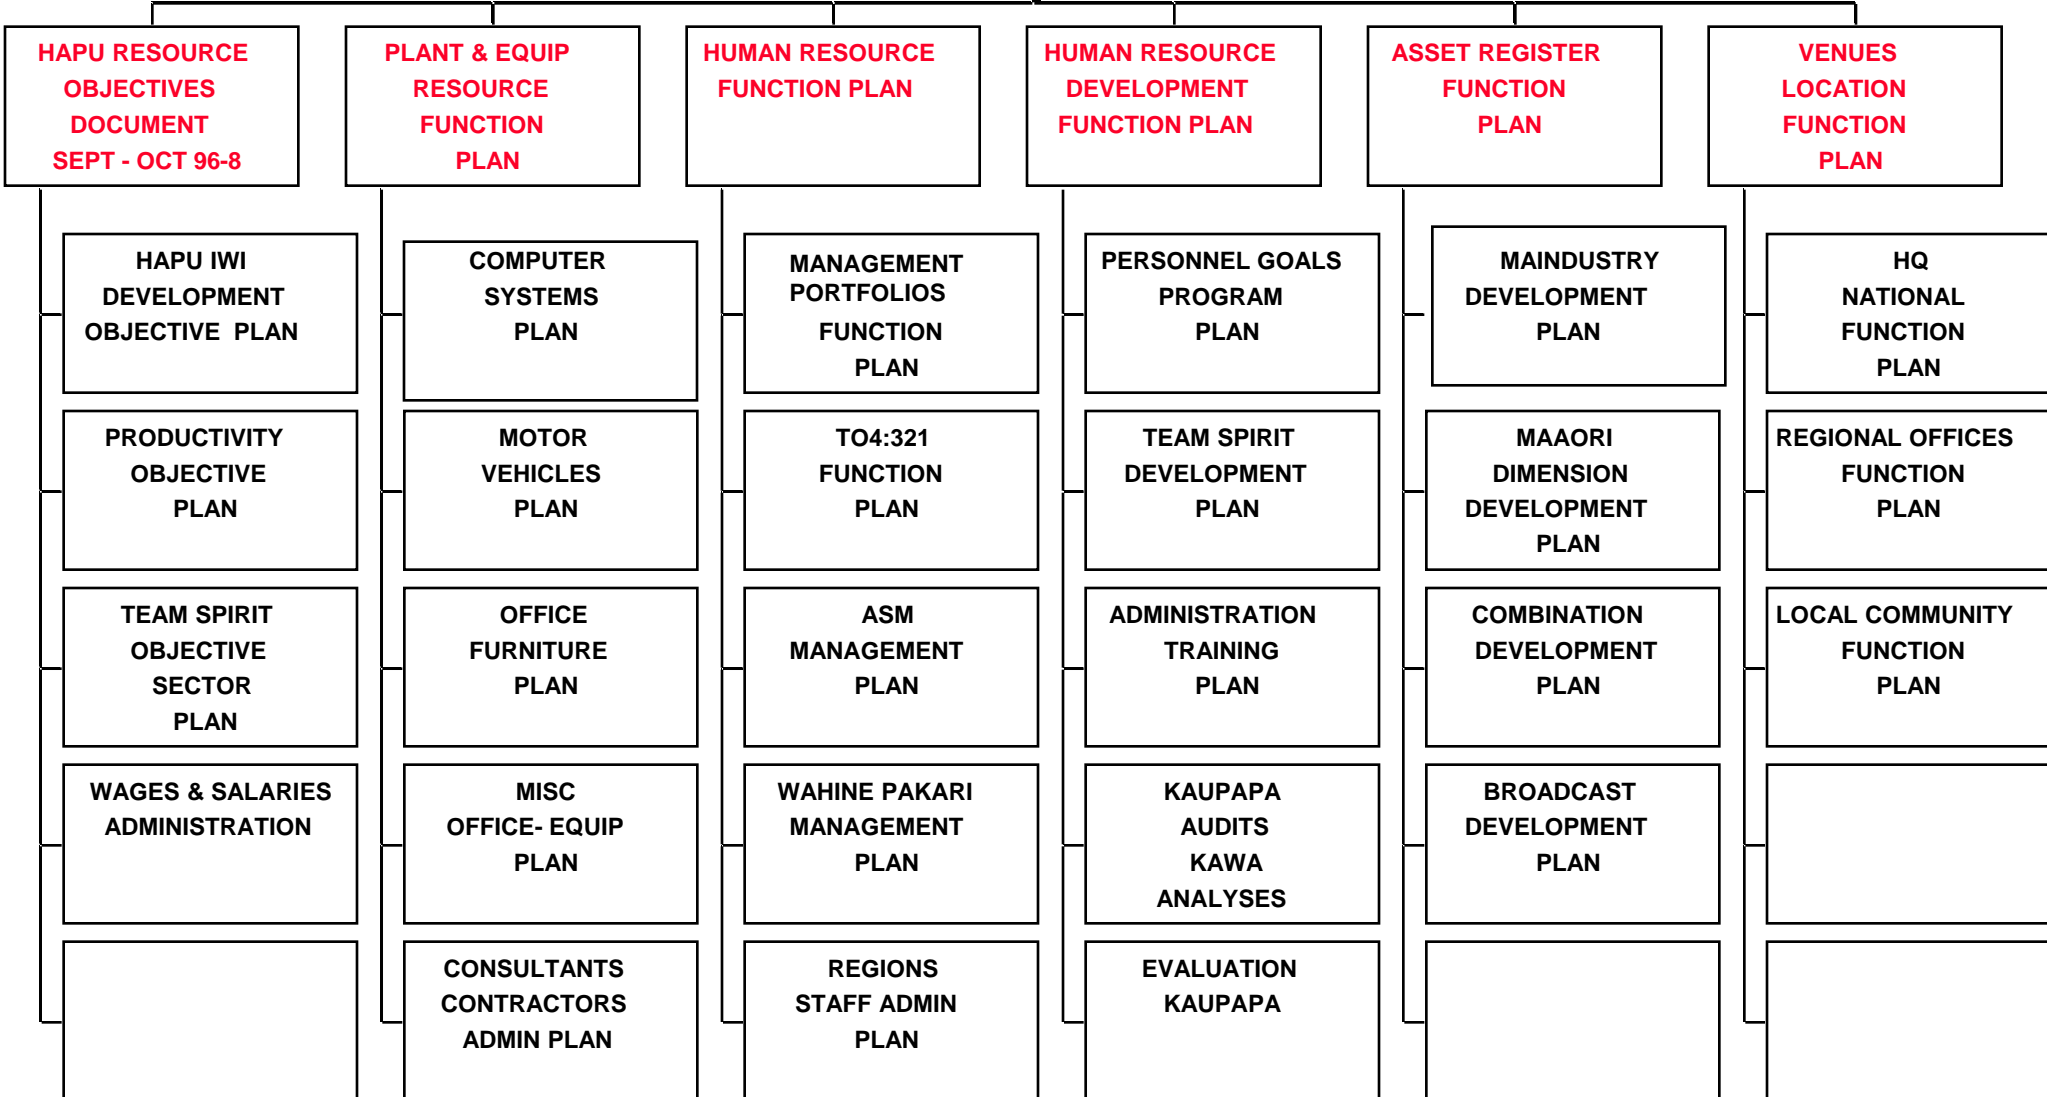 HAPU RESOURCE
OBJECTIVES
DOCUMENT
SEPT - OCT 96-8
PLANT & EQUIP
RESOURCE
FUNCTION
PLAN
HUMAN RESOURCE
FUNCTION PLAN
HUMAN RESOURCE
DEVELOPMENT
FUNCTION PLAN
ASSET REGISTER
FUNCTION
PLAN
VENUES
LOCATION
FUNCTION
PLAN
HAPU IWI
DEVELOPMENT
OBJECTIVE PLAN
COMPUTER
SYSTEMS
PLAN
MANAGEMENT
PORTFOLIOS
FUNCTION
PLAN
PERSONNEL GOALS
PROGRAM
PLAN
MAINDUSTRY
DEVELOPMENT
PLAN
HQ
NATIONAL
FUNCTION
PLAN
PRODUCTIVITY
OBJECTIVE
PLAN
MOTOR
VEHICLES
PLAN
TO4:321
FUNCTION
PLAN
TEAM SPIRIT
DEVELOPMENT
PLAN
MAAORI
DIMENSION
DEVELOPMENT
PLAN
REGIONAL OFFICES
FUNCTION
PLAN
TEAM SPIRIT
OBJECTIVE
SECTOR
PLAN
OFFICE
FURNITURE
PLAN
ASM
MANAGEMENT
PLAN
ADMINISTRATION
TRAINING
PLAN
COMBINATION
DEVELOPMENT
PLAN
LOCAL COMMUNITY
FUNCTION
PLAN
WAGES & SALARIES
ADMINISTRATION
MISC
OFFICE- EQUIP
PLAN
WAHINE PAKARI
MANAGEMENT
PLAN
KAUPAPA
AUDITS
KAWA
ANALYSES
BROADCAST
DEVELOPMENT
PLAN
CONSULTANTS
CONTRACTORS
ADMIN PLAN
REGIONS
STAFF ADMIN
PLAN
EVALUATION
KAUPAPA